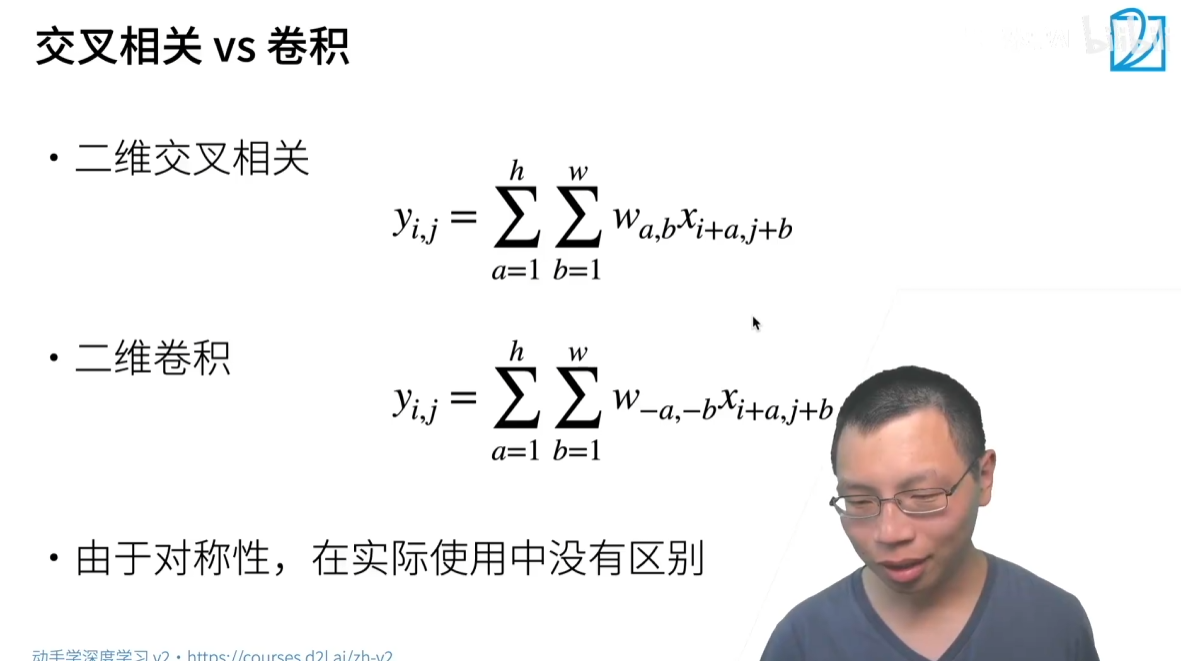 交叉相关 vs 卷积
• 二维交叉相关
y_{i,j} = \sum_{a=1}^{h} \sum_{b=1}^{w} w_{a,b} x_{i+a,j+b}
• 二维卷积
y_{i,j} = \sum_{a=1}^{h} \sum_{b=1}^{w} w_{-a,-b} x_{i+a,j+b}
• 由于对称性，在实际使用中没有区别
动手学深度学习 v2 • https://courses.d2l.ai/zh-v2